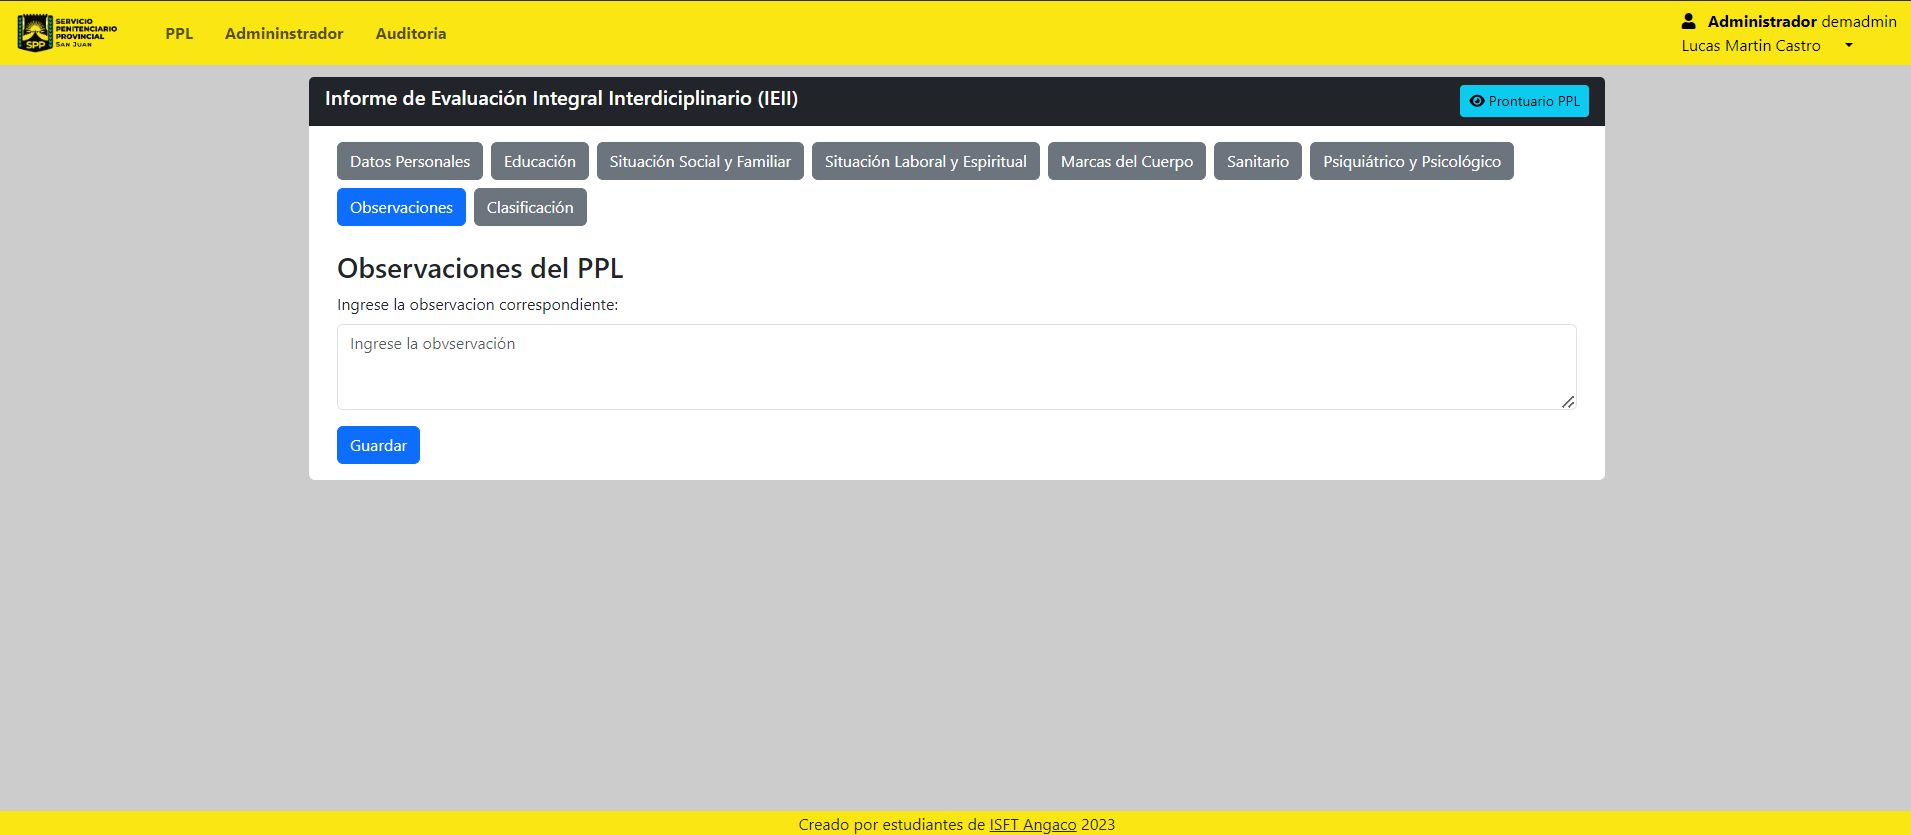 SERVICIO
PENITENCIARIO
PROVINCIAL
SAN JUAN
SPP
PPL Admininstrador Auditoria
Administrador demadmin
Lucas Martin Castro
Informe de Evaluación Integral Interdiciplinario (IEII)
Prontuario PPL
Datos Personales Educación Situación Social y Familiar Situación Laboral y Espiritual Marcas del Cuerpo Sanitario Psiquiátrico y Psicológico
Observaciones Clasificación
Observaciones del PPL
Ingrese la observacion correspondiente:
Ingrese la obvservación
Guardar
Creado por estudiantes de ISFT Angaco 2023